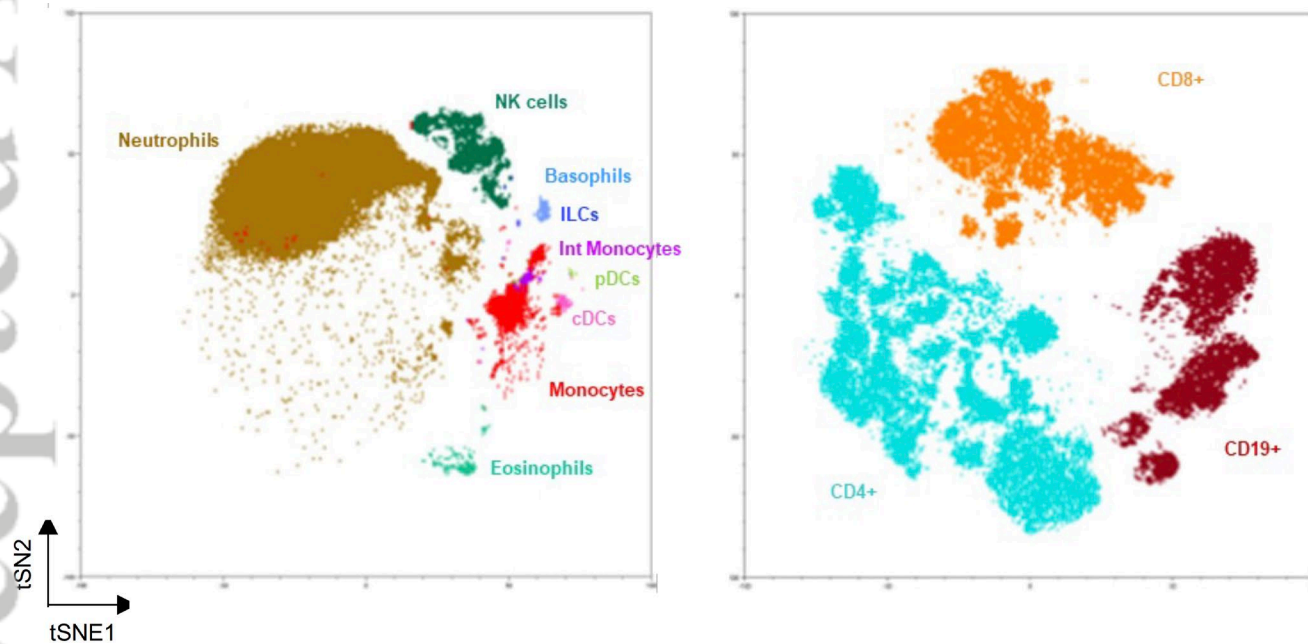 Neutrophils
NK cells
Basophils
ILCs
Int Monocytes
pDCs
cDCs
Monocytes
Eosinophils
tSN2
tSNE1
CD8+
CD4+
CD19+